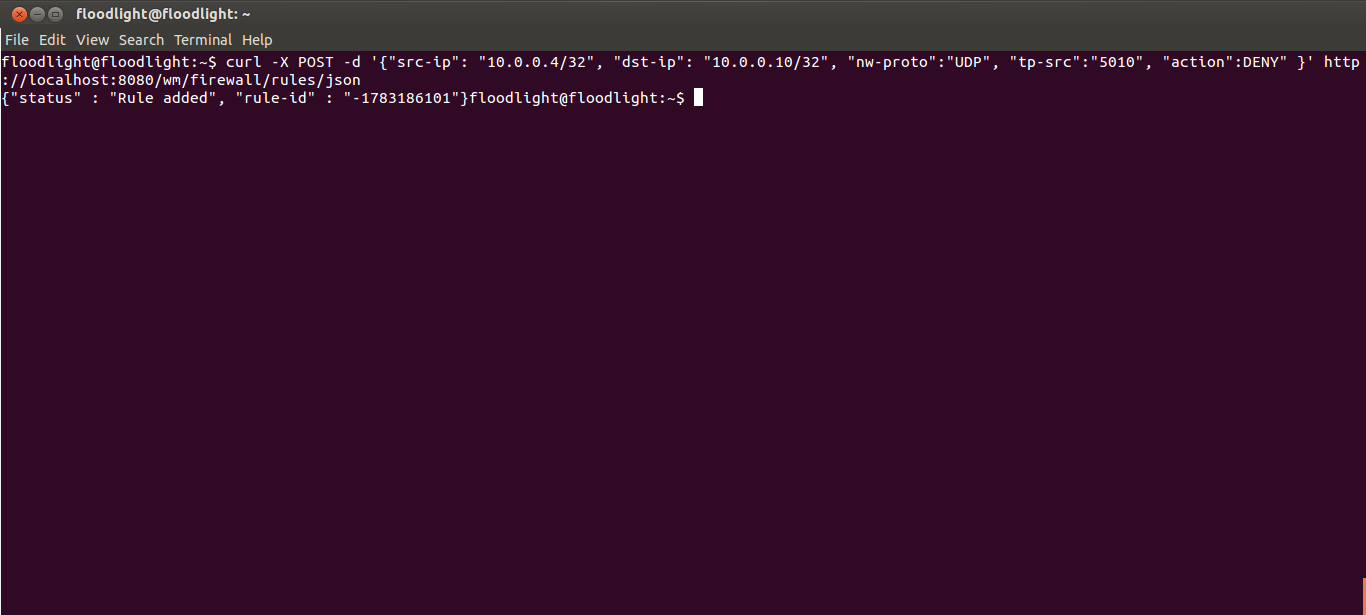 floodlight@floodlight: ~
File Edit View Search Terminal Help
floodlight@floodlight:~$ curl -X POST -d '{"src-ip": "10.0.0.4/32", "dst-ip": "10.0.0.10/32", "nw-proto":"UDP", "tp-src":"5010", "action":DENY" }' http
://localhost:8080/wm/firewall/rules/json
{"status" : "Rule added", "rule-id" : "-1783186101"}floodlight@floodlight:~$